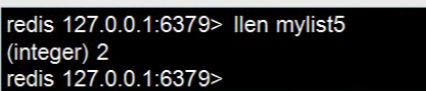 redis 127.0.0.1:6379> llen mylist5
(integer) 2
redis 127.0.0.1:6379>